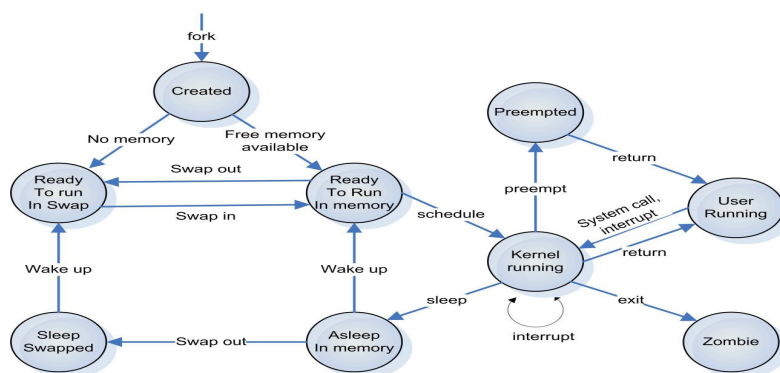 fork
Created
Preempted
No memory
Free memory
available
Ready
To run
In Swap
Swap out
Swap in
Ready
To Run
In memory
schedule
preempt
return
User
Running
System call,
interrupt
Kernel
running
return
Wake up
Wake up
sleep
exit
interrupt
Sleep
Swapped
Swap out
Asleep
In memory
Zombie